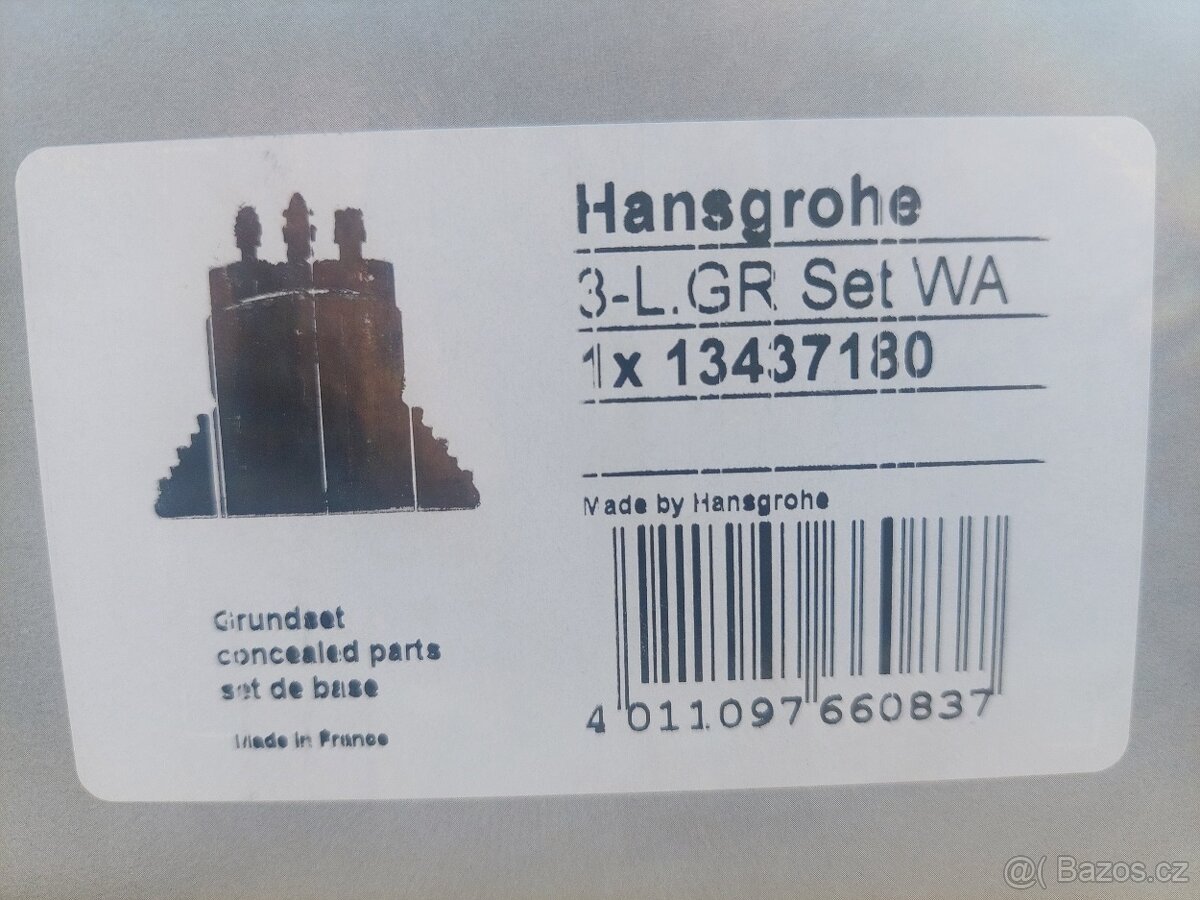 Hansgrohe
3-L.GR Set WA
1x 13437180
Made by Hansgrohe
4 011097 660837
Grundset
concealed parts
set de base
Made in France
@( Bazos.cz